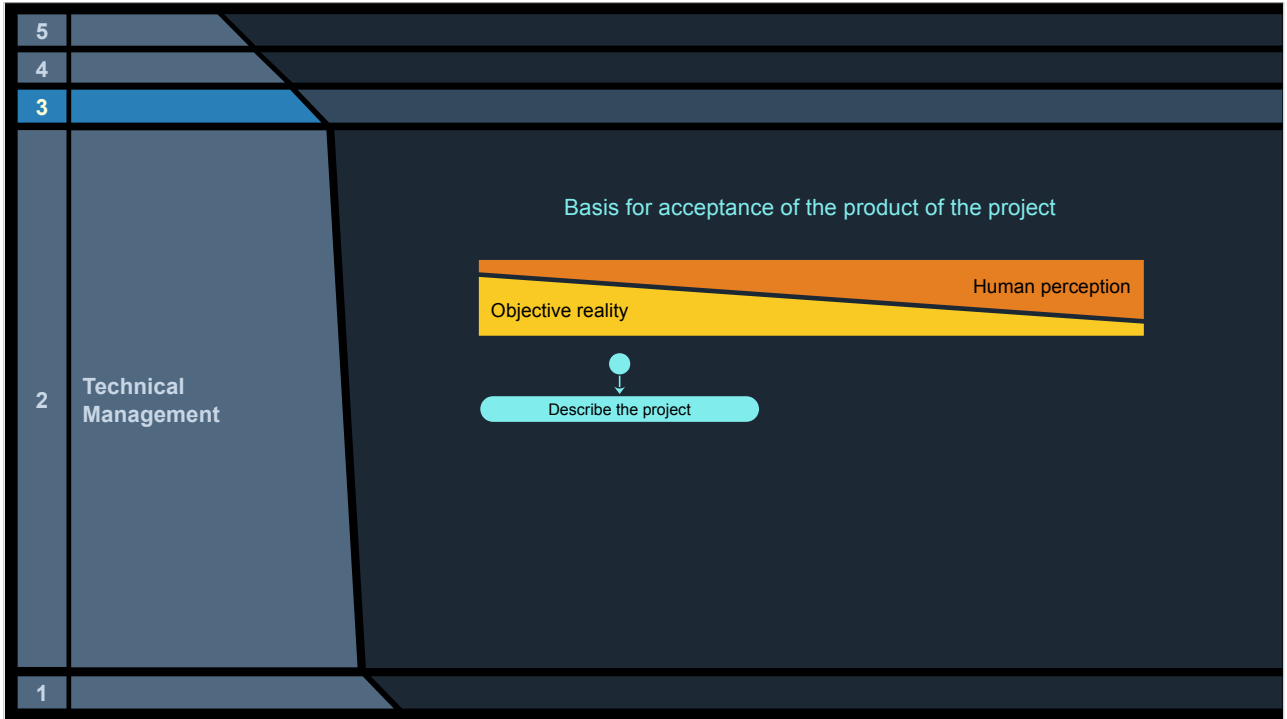 5
4
3
Basis for acceptance of the product of the project
Human perception
Objective reality
2
Technical
Management
Describe the project
1